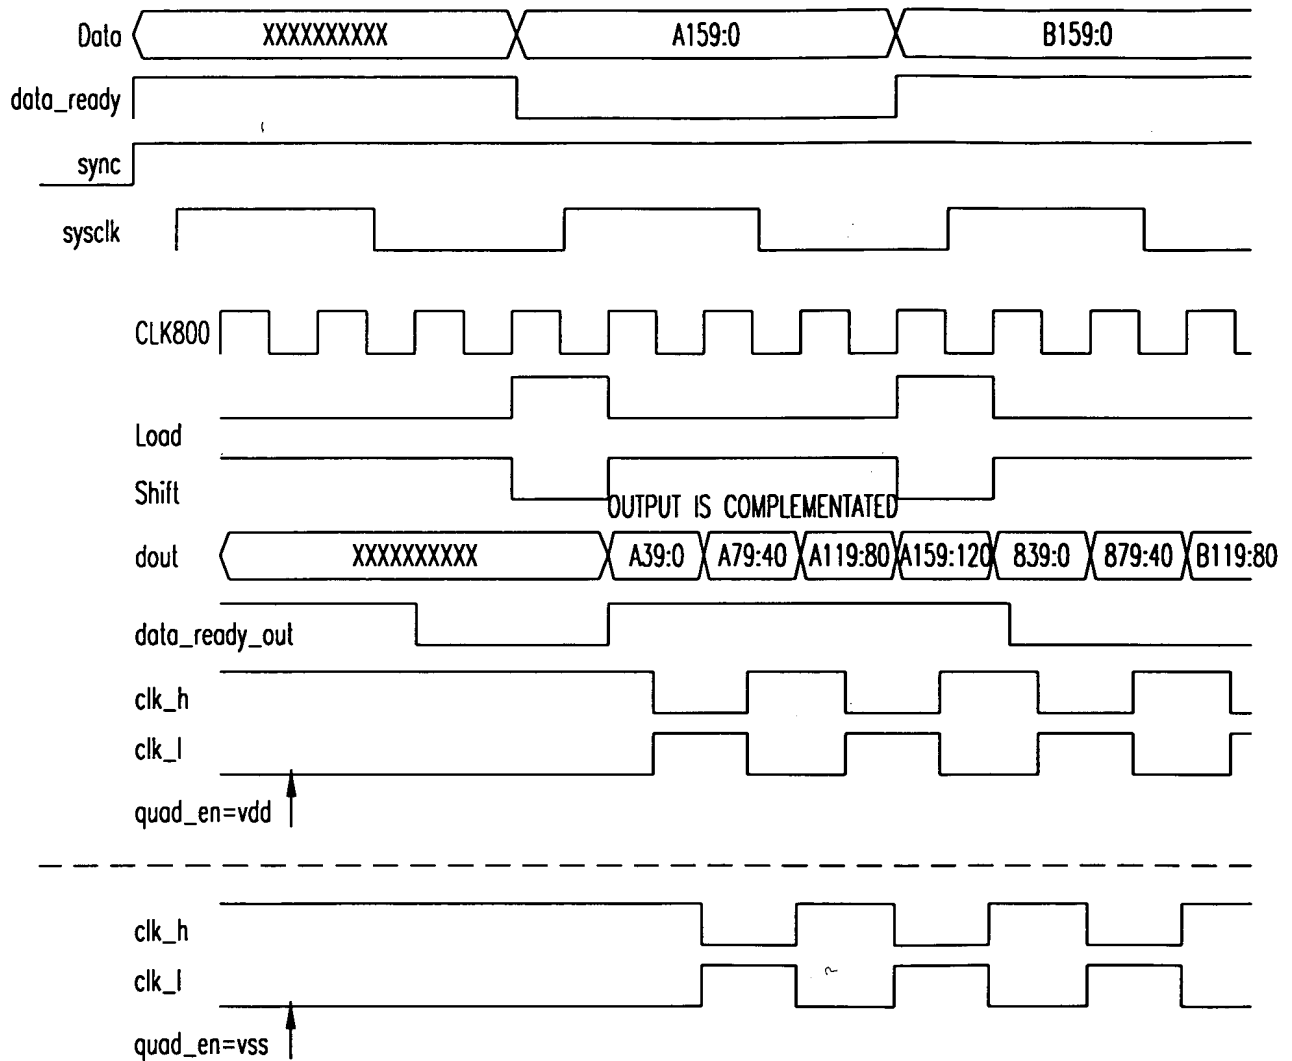 Data XXXXXXXXXX A159:0 B159:0
data_ready
sync
sysclk
CLK800
Load
Shift
OUTPUT IS COMPLEMENTATED
dout XXXXXXXXXX A39:0 A79:40 A119:80 A159:120 839:0 879:40 B119:80
data_ready_out
clk_h
clk_l
quad_en=vdd
clk_h
clk_l
quad_en=vss